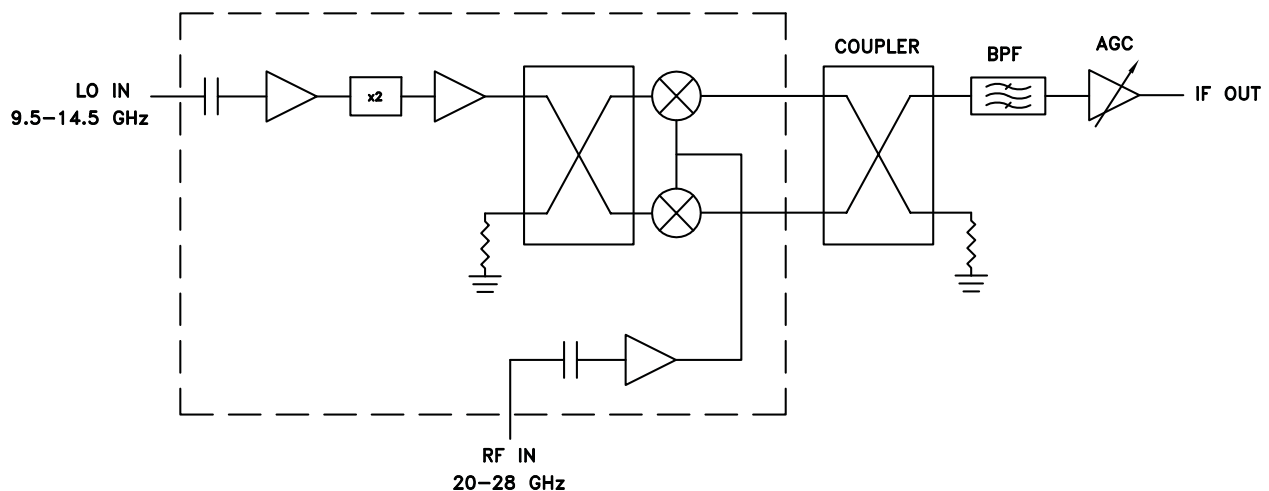 COUPLER
BPF
AGC
LO IN
9.5–14.5 GHz
x2
IF OUT
RF IN
20–28 GHz